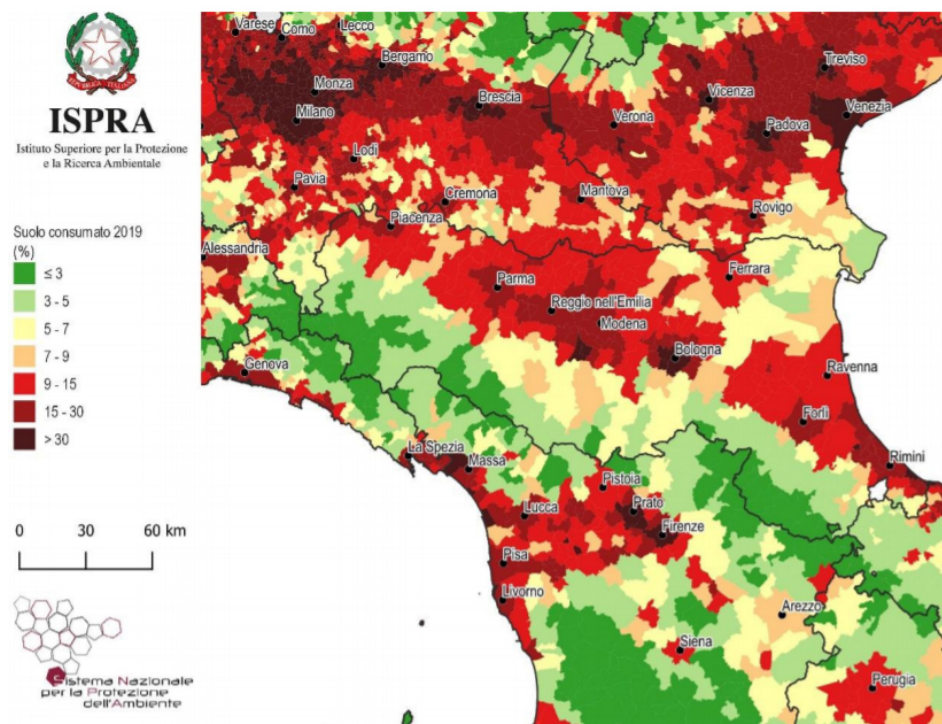 ISPRA
Istituto Superiore per la Protezione
e la Ricerca Ambientale
Suolo consumato 2019
(%)
≤ 3
3 - 5
5 - 7
7 - 9
9 - 15
15 - 30
> 30
0 30 60 km
Sistema Nazionale
per la Protezione
dell'Ambiente
Varese
Como
Lecco
Bergamo
Monza
Milano
Brescia
Lodi
Pavia
Cremona
Piacenza
Mantova
Verona
Vicenza
Treviso
Padova
Venezia
Rovigo
Alessandria
Parma
Reggio nell'Emilia
Modena
Ferrara
Bologna
Genova
Ravenna
Forlì
Rimini
La Spezia
Massa
Pistoia
Lucca
Prato
Firenze
Pisa
Livorno
Arezzo
Siena
Perugia